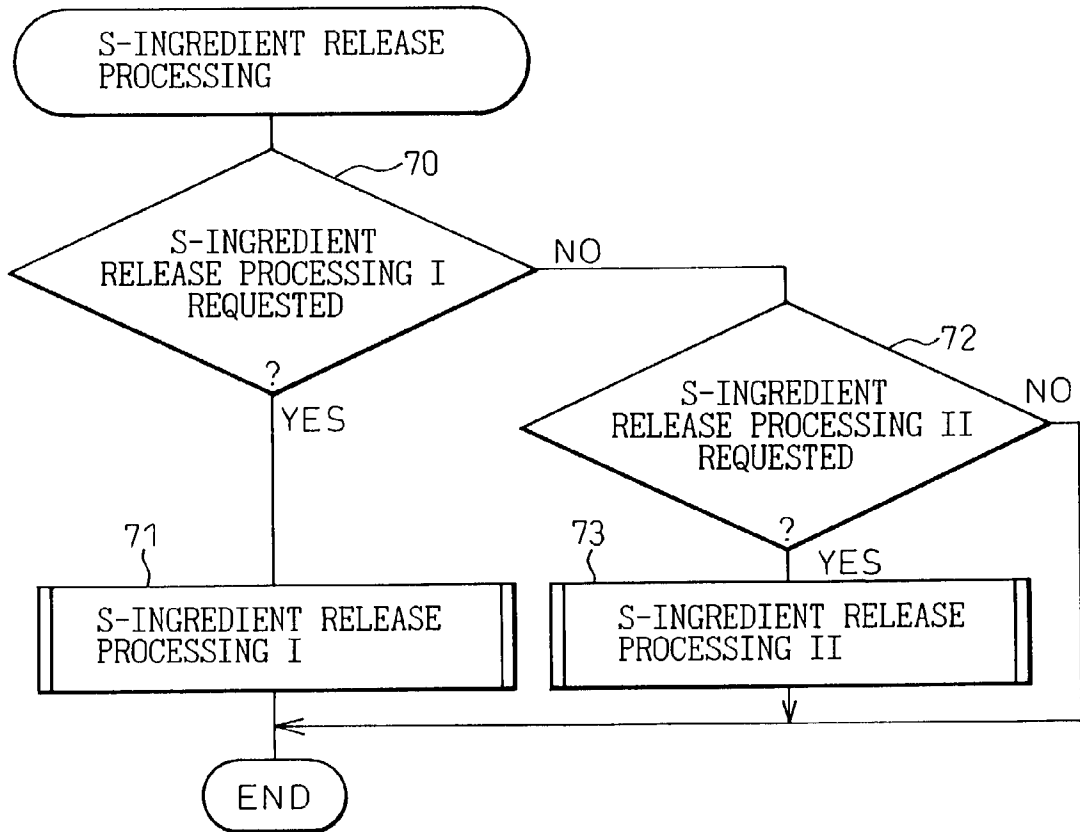 S-INGREDIENT RELEASE
PROCESSING
70
S-INGREDIENT
RELEASE PROCESSING I
REQUESTED
?
NO
YES
72
S-INGREDIENT
RELEASE PROCESSING II
REQUESTED
?
NO
YES
71
S-INGREDIENT RELEASE
PROCESSING I
73
S-INGREDIENT RELEASE
PROCESSING II
END